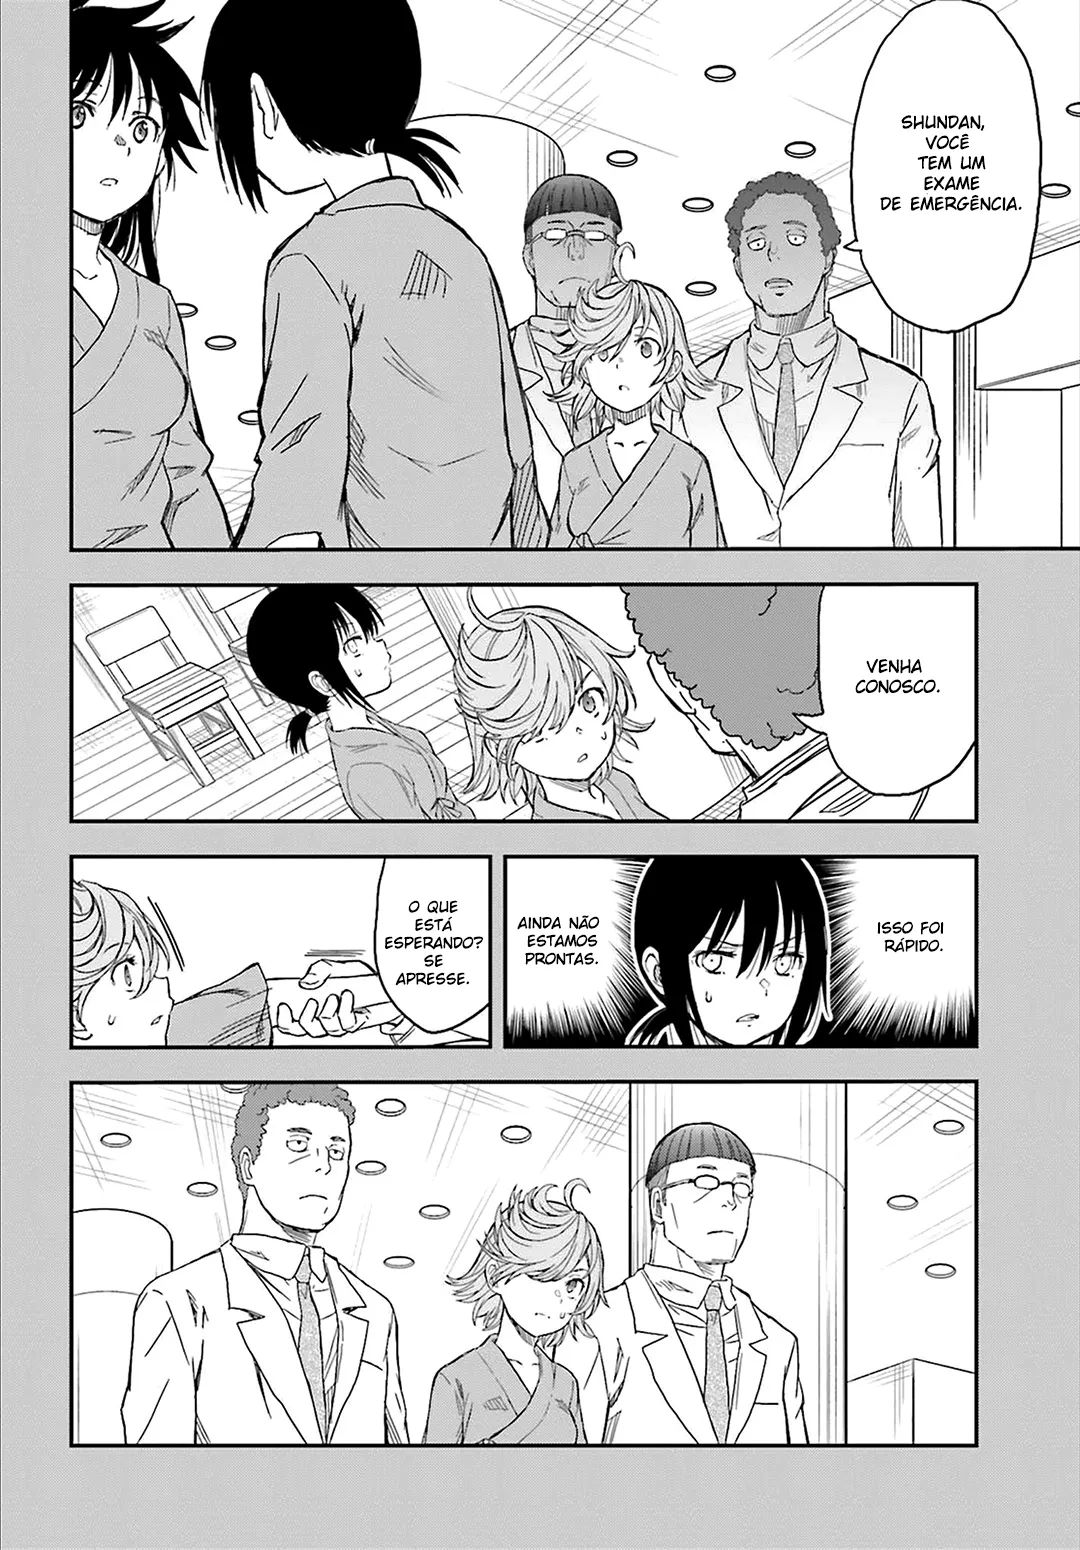 SHUNDAN,
VOCÊ
TEM UM
EXAME
DE EMERGÊNCIA.
VENHA
CONOSCO.
ISSO FOI
RÁPIDO.
AINDA NÃO
ESTAMOS
PRONTAS.
O QUE
ESTÁ
ESPERANDO?
SE
APRESSE.